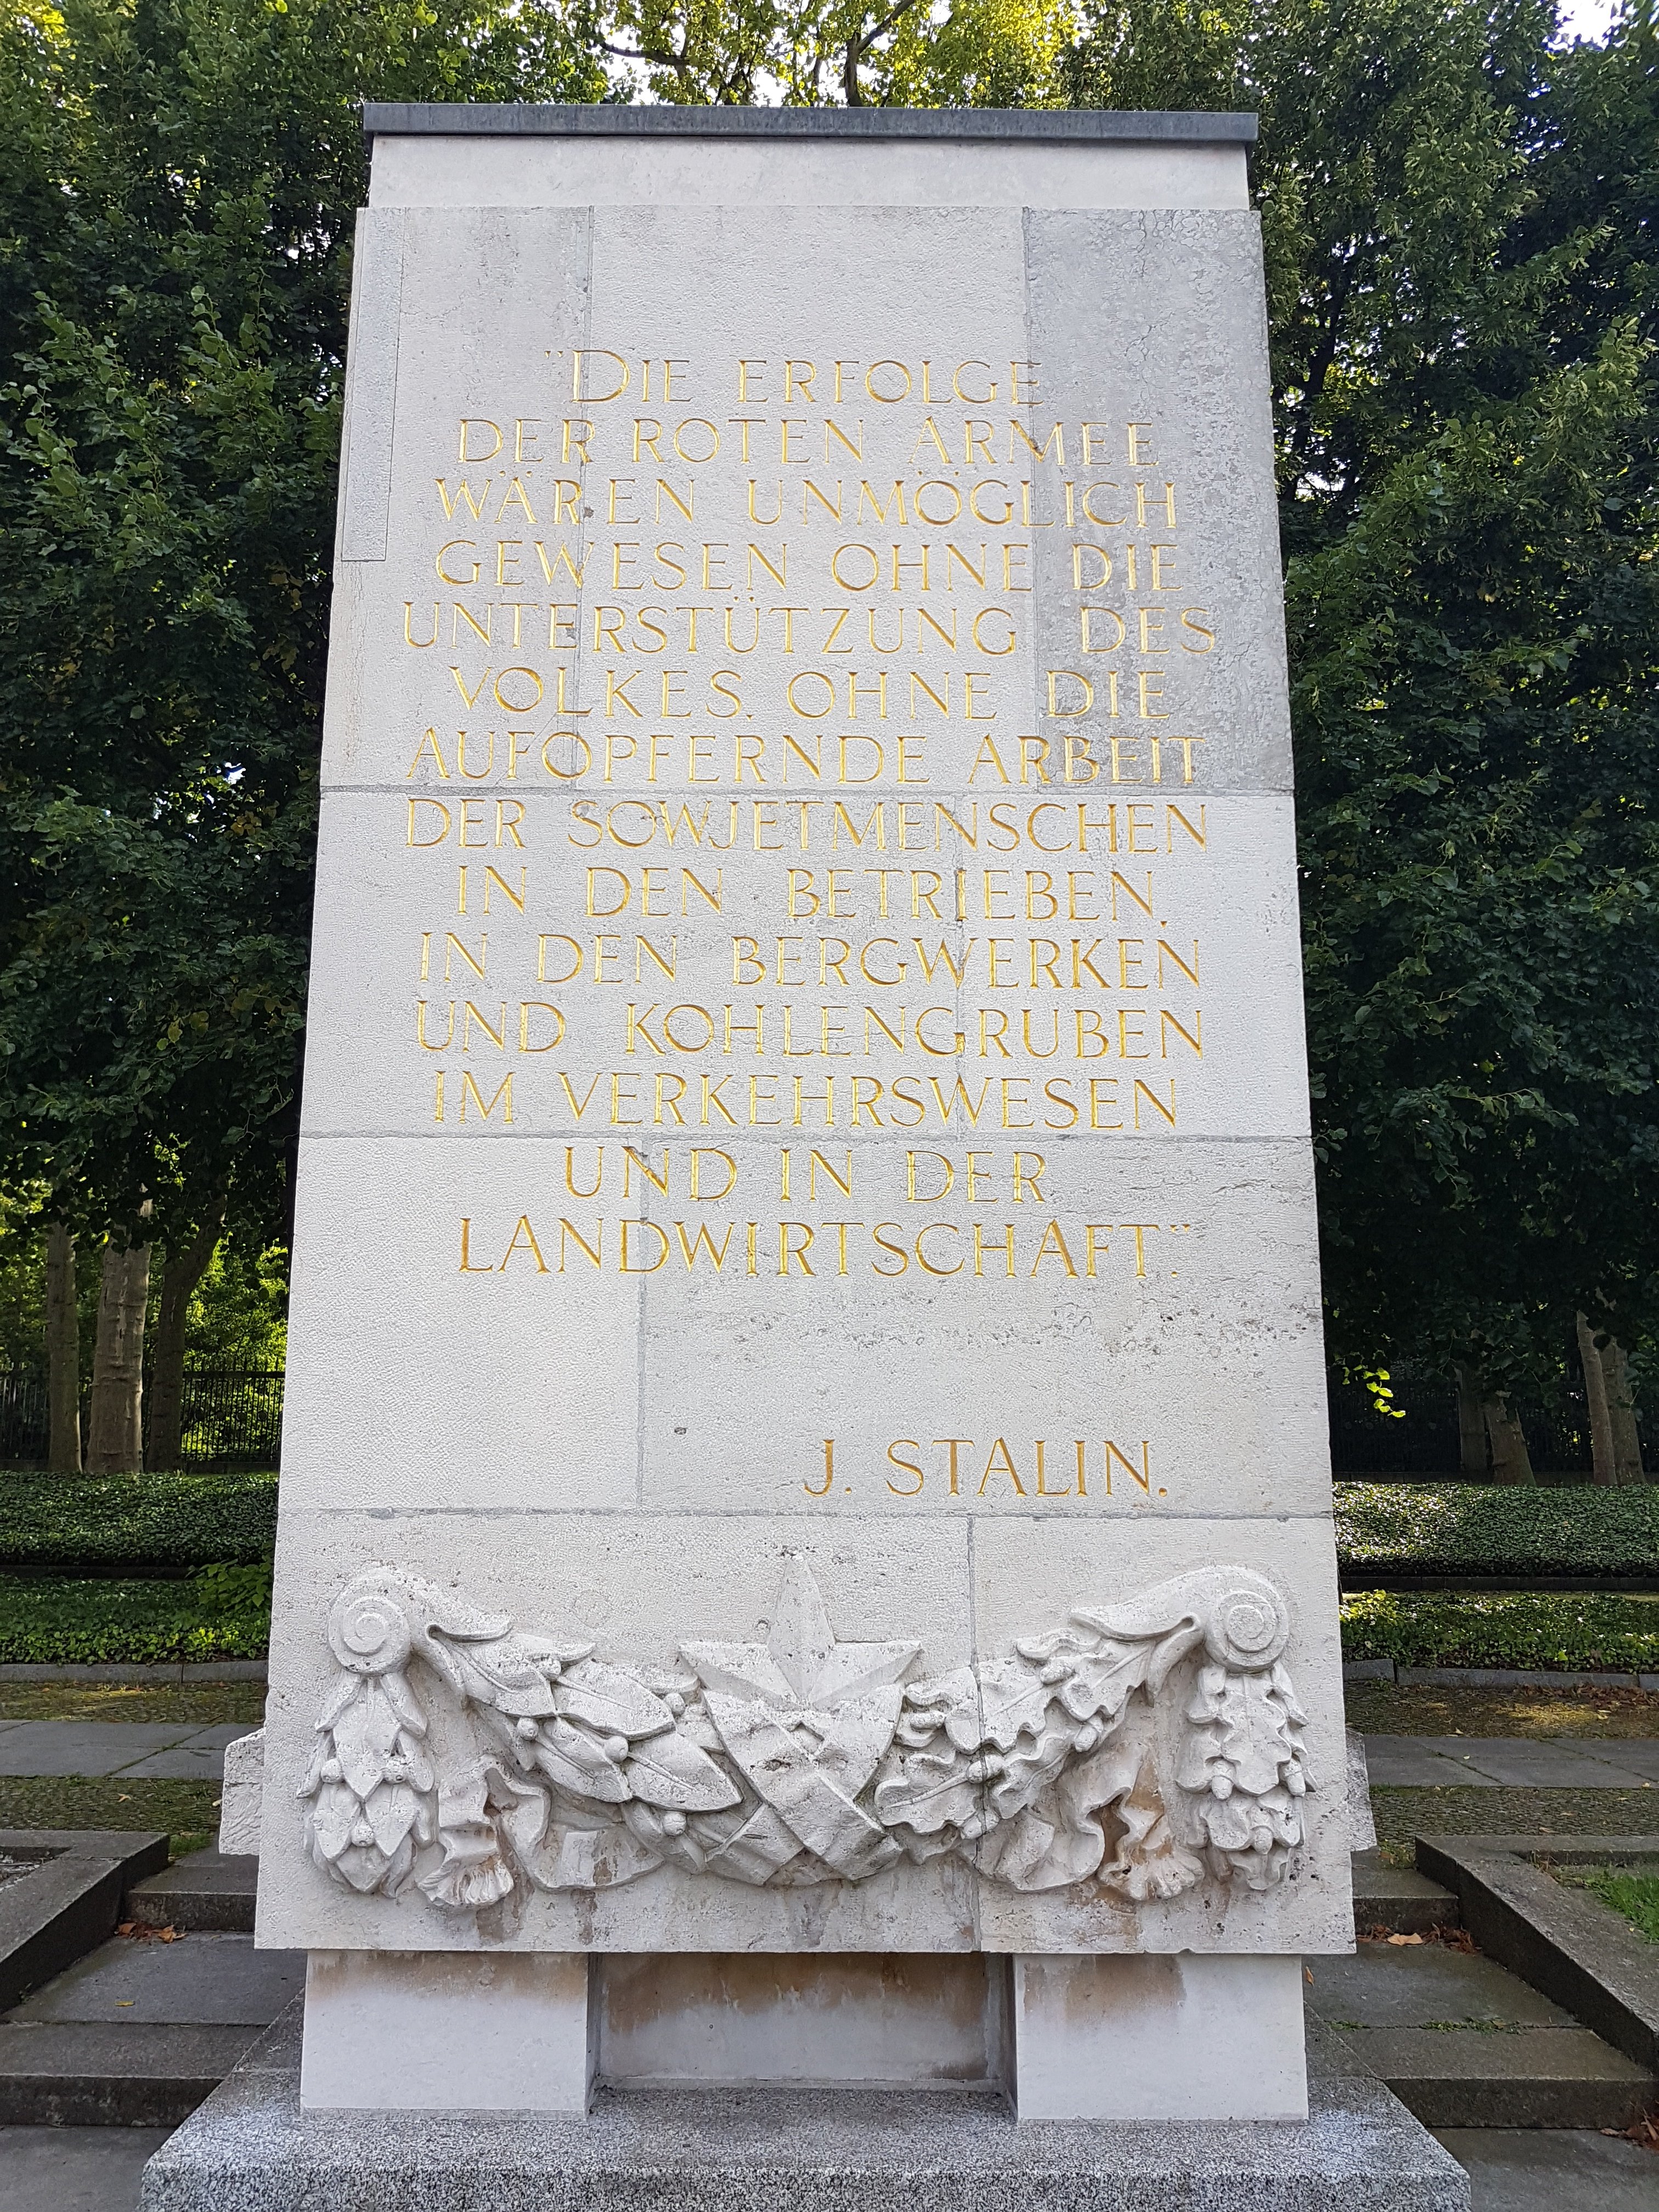 "DIE ERFOLGE
DER ROTEN ARMEE
WÄREN UNMÖGLICH
GEWESEN OHNE DIE
UNTERSTÜTZUNG DES
VOLKES, OHNE DIE
AUFOPFERNDE ARBEIT
DER SOWJETMENSCHEN
IN DEN BETRIEBEN,
IN DEN BERGWERKEN
UND KOHLENGRUBEN
IM VERKEHRSWESEN
UND IN DER
LANDWIRTSCHAFT."
J. STALIN.